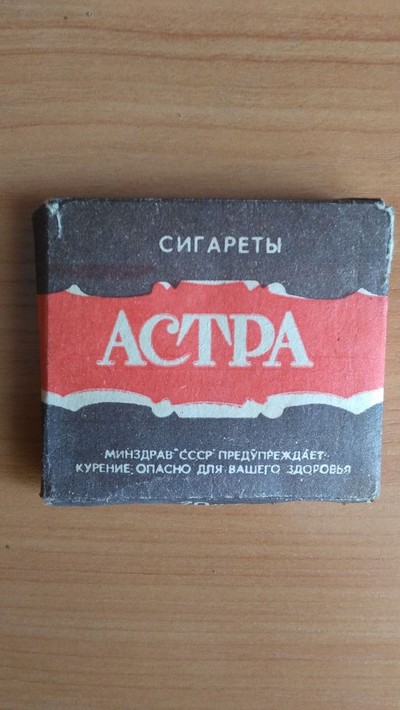 СИГАРЕТЫ
АСТРА
МИНЗДРАВ СССР ПРЕДУПРЕЖДАЕТ:
КУРЕНИЕ ОПАСНО ДЛЯ ВАШЕГО ЗДОРОВЬЯ